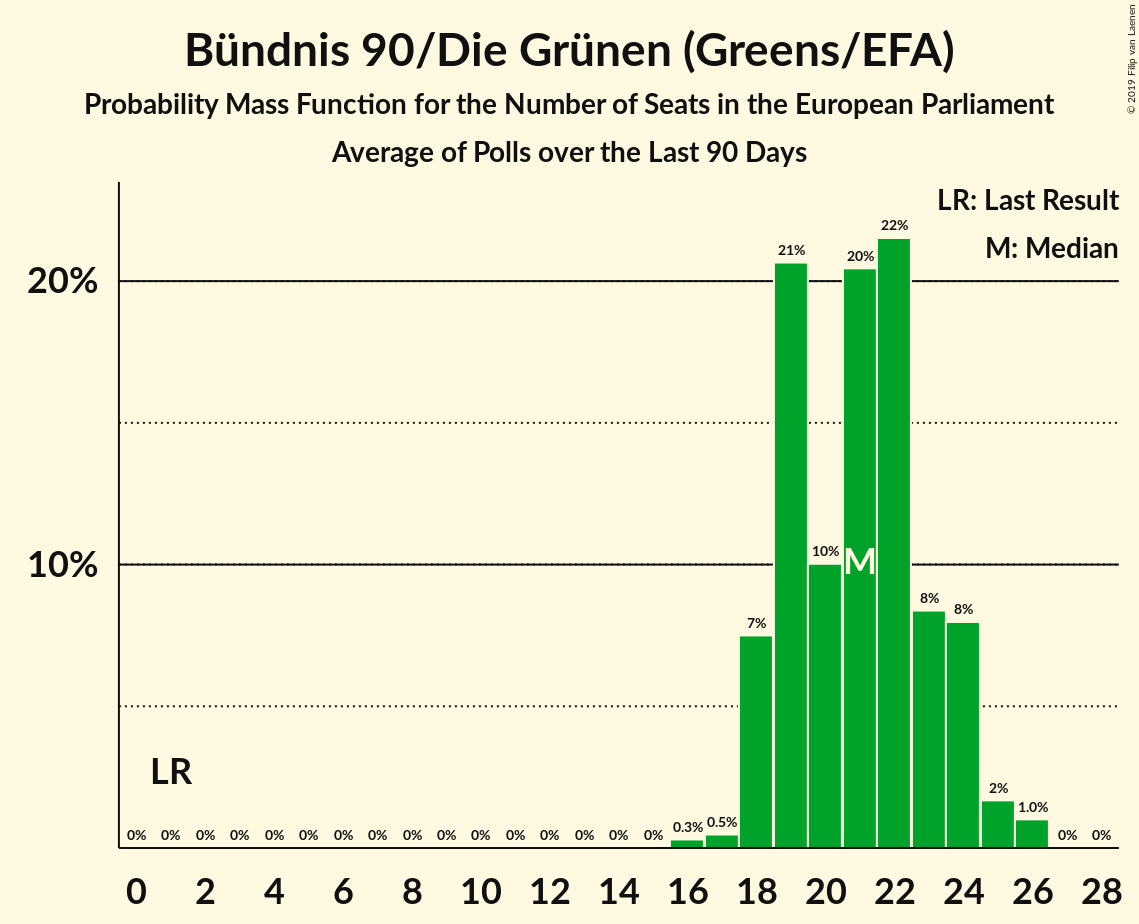 Bündnis 90/Die Grünen (Greens/EFA)
Probability Mass Function for the Number of Seats in the European Parliament
Average of Polls over the Last 90 Days
© 2019 Filip van Laenen
LR: Last Result
M: Median
20%
10%
LR
M
0% 0% 0% 0% 0% 0% 0% 0% 0% 0% 0% 0% 0% 0% 0% 0% 0.3% 0.5% 7% 21% 10% 20% 22% 8% 8% 2% 1.0% 0% 0%
0 2 4 6 8 10 12 14 16 18 20 22 24 26 28